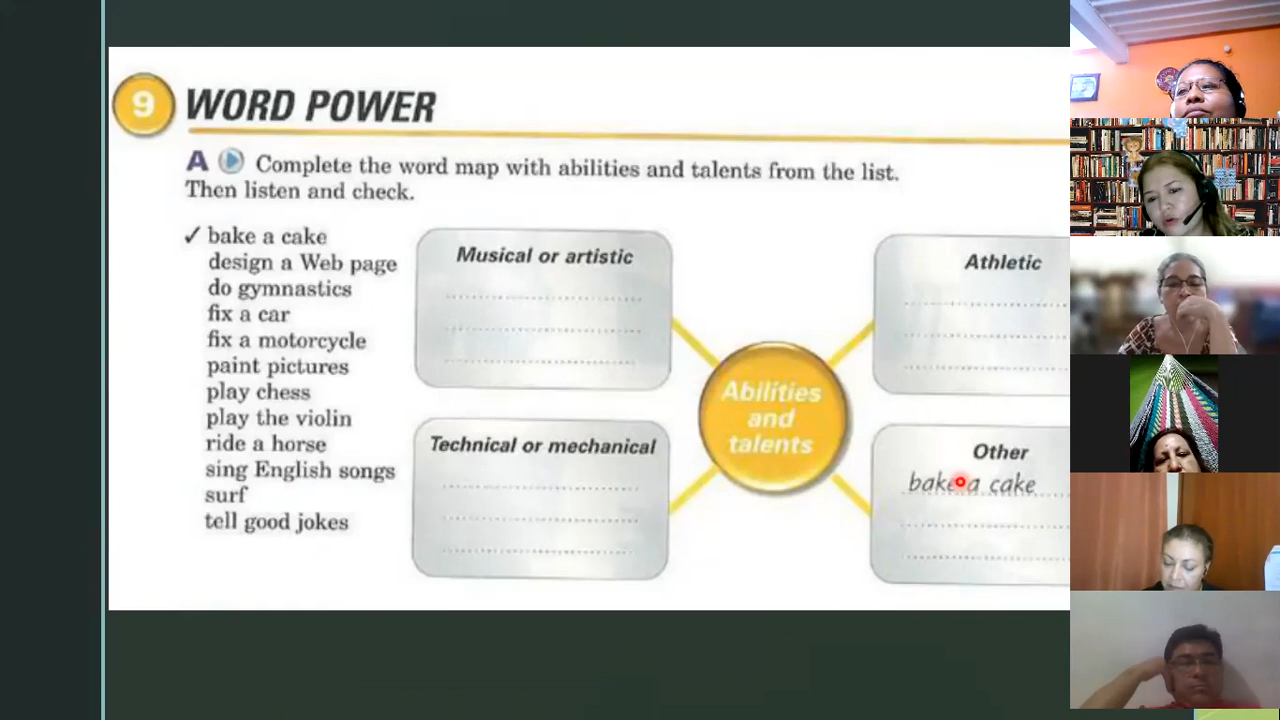 9 WORD POWER
A Complete the word map with abilities and talents from the list.
Then listen and check.
✓ bake a cake
design a Web page
do gymnastics
fix a car
fix a motorcycle
paint pictures
play chess
play the violin
ride a horse
sing English songs
surf
tell good jokes
Musical or artistic
Athletic
Abilities
and
talents
Technical or mechanical
Other
bake a cake